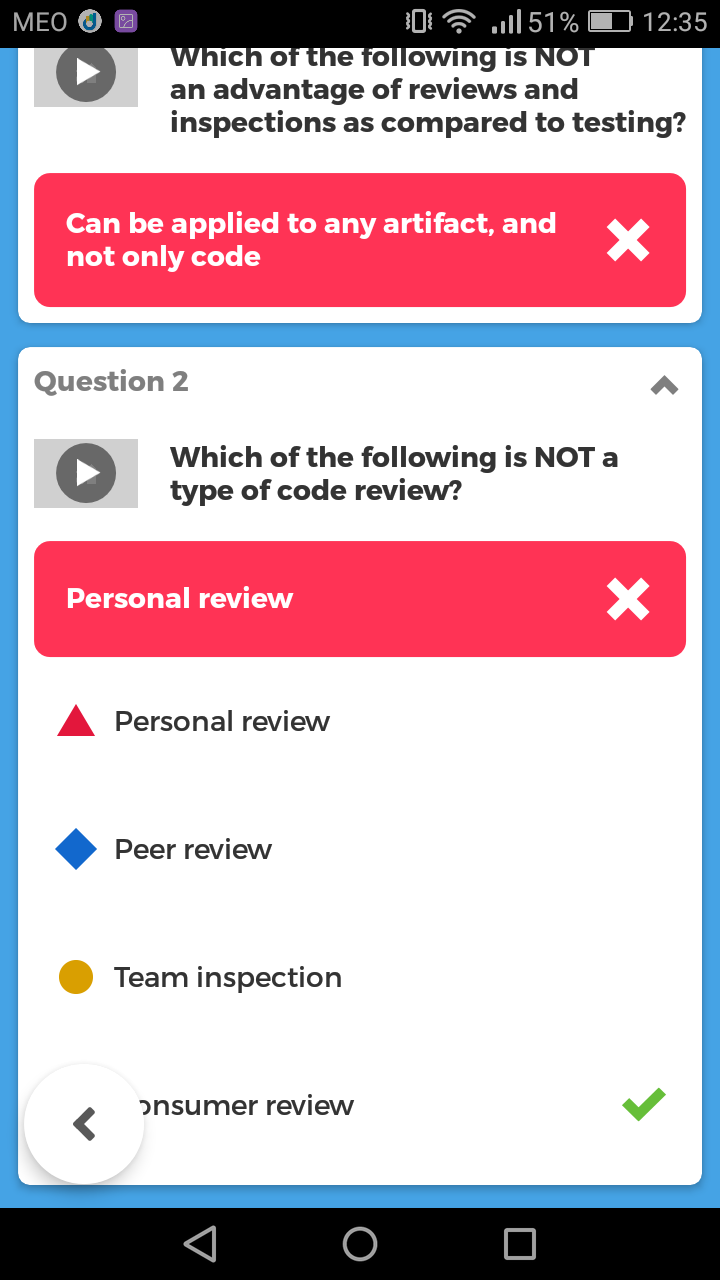 MEO 51% 12:35
Which of the following is NOT
an advantage of reviews and
inspections as compared to testing?
Can be applied to any artifact, and
not only code
Question 2
Which of the following is NOT a
type of code review?
Personal review
Personal review
Peer review
Team inspection
onsumer review